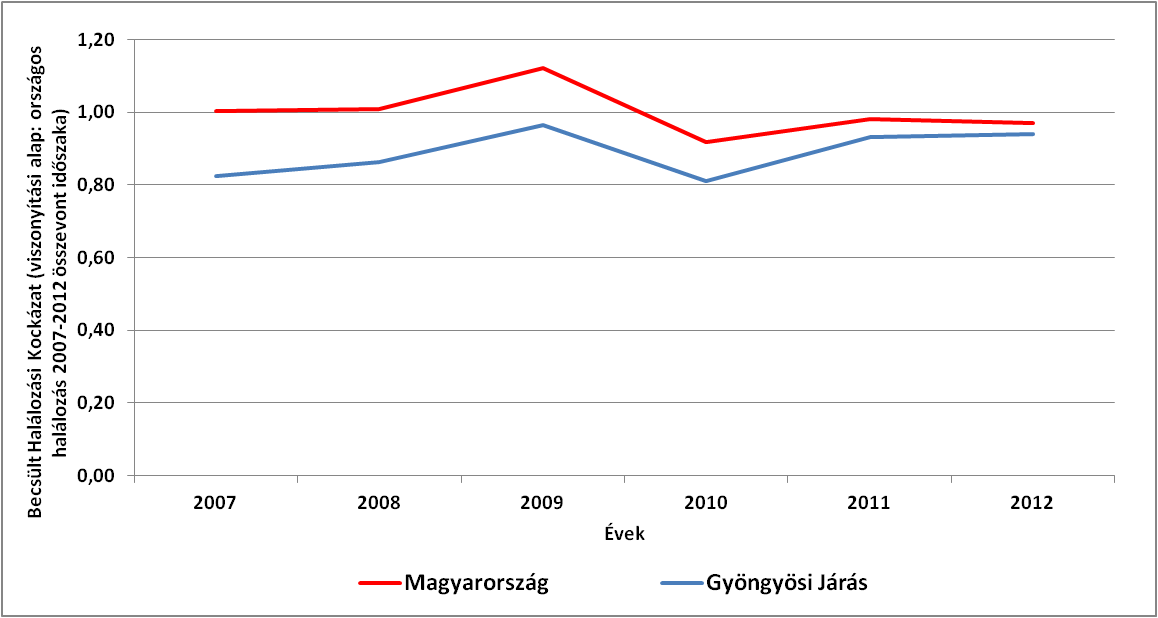 Becsült Halálozási Kockázat (viszonyítási alap: országos
halálozás 2007-2012 összevont időszaka)
1,20
1,00
0,80
0,60
0,40
0,20
0,00
2007 2008 2009 2010 2011 2012
Évek
Magyarország Gyöngyösi Járás